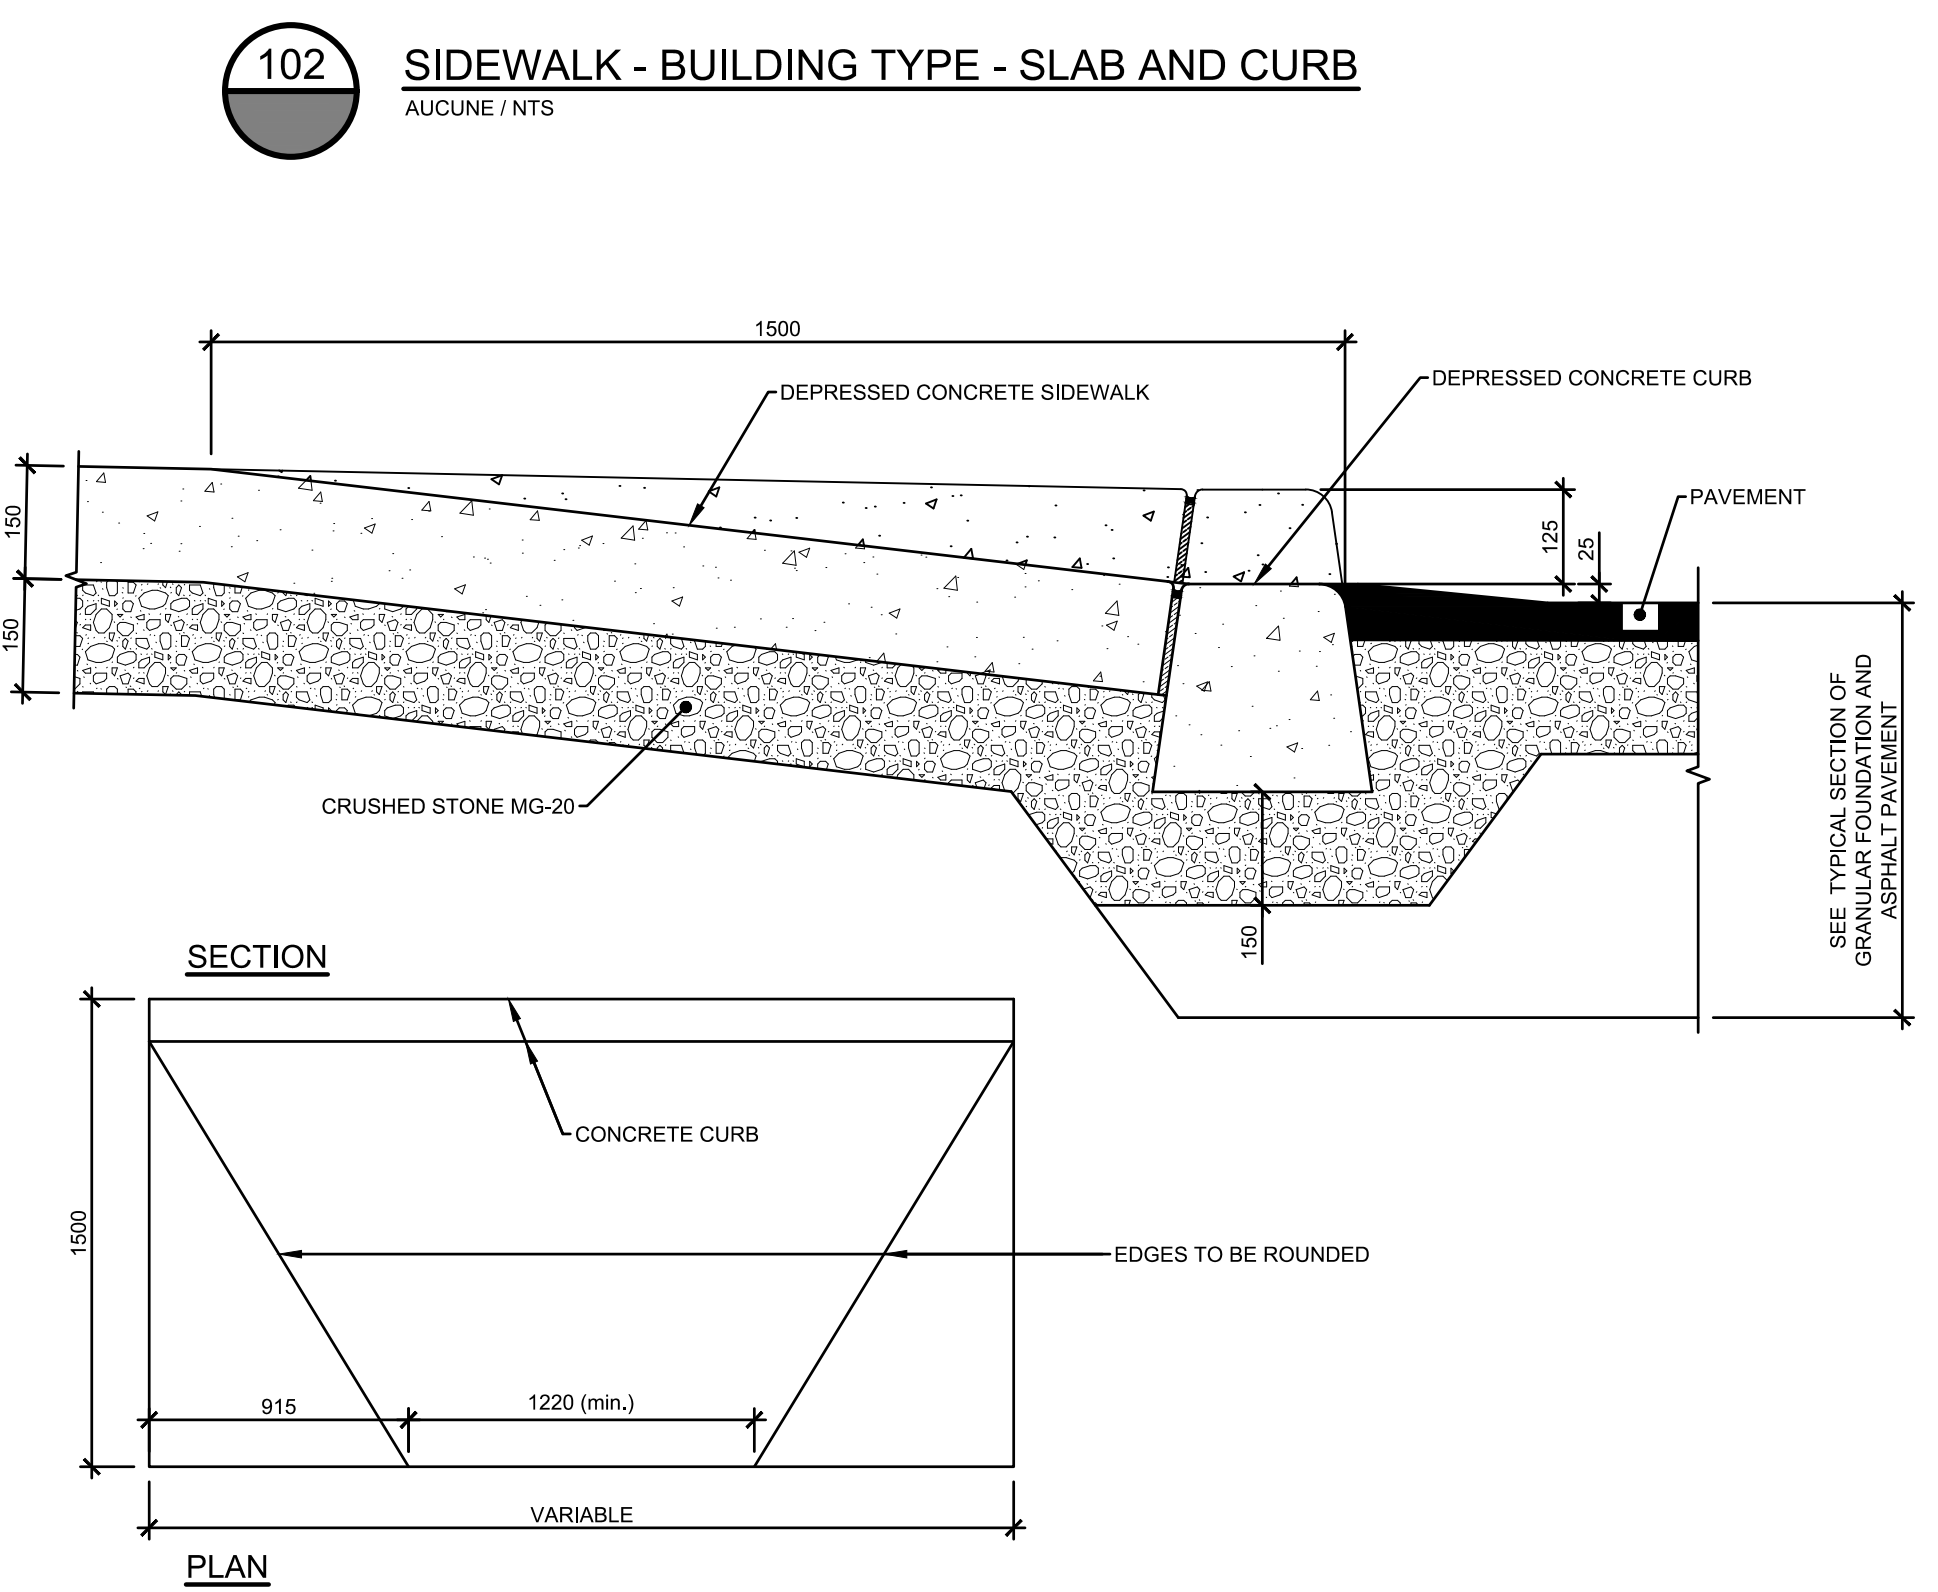 102
SIDEWALK - BUILDING TYPE - SLAB AND CURB
AUCUNE / NTS
1500
DEPRESSED CONCRETE SIDEWALK
DEPRESSED CONCRETE CURB
PAVEMENT
150
150
125
25
CRUSHED STONE MG-20
150
SEE TYPICAL SECTION OF
GRANULAR FOUNDATION AND
ASPHALT PAVEMENT
SECTION
CONCRETE CURB
1500
EDGES TO BE ROUNDED
915
1220 (min.)
VARIABLE
PLAN